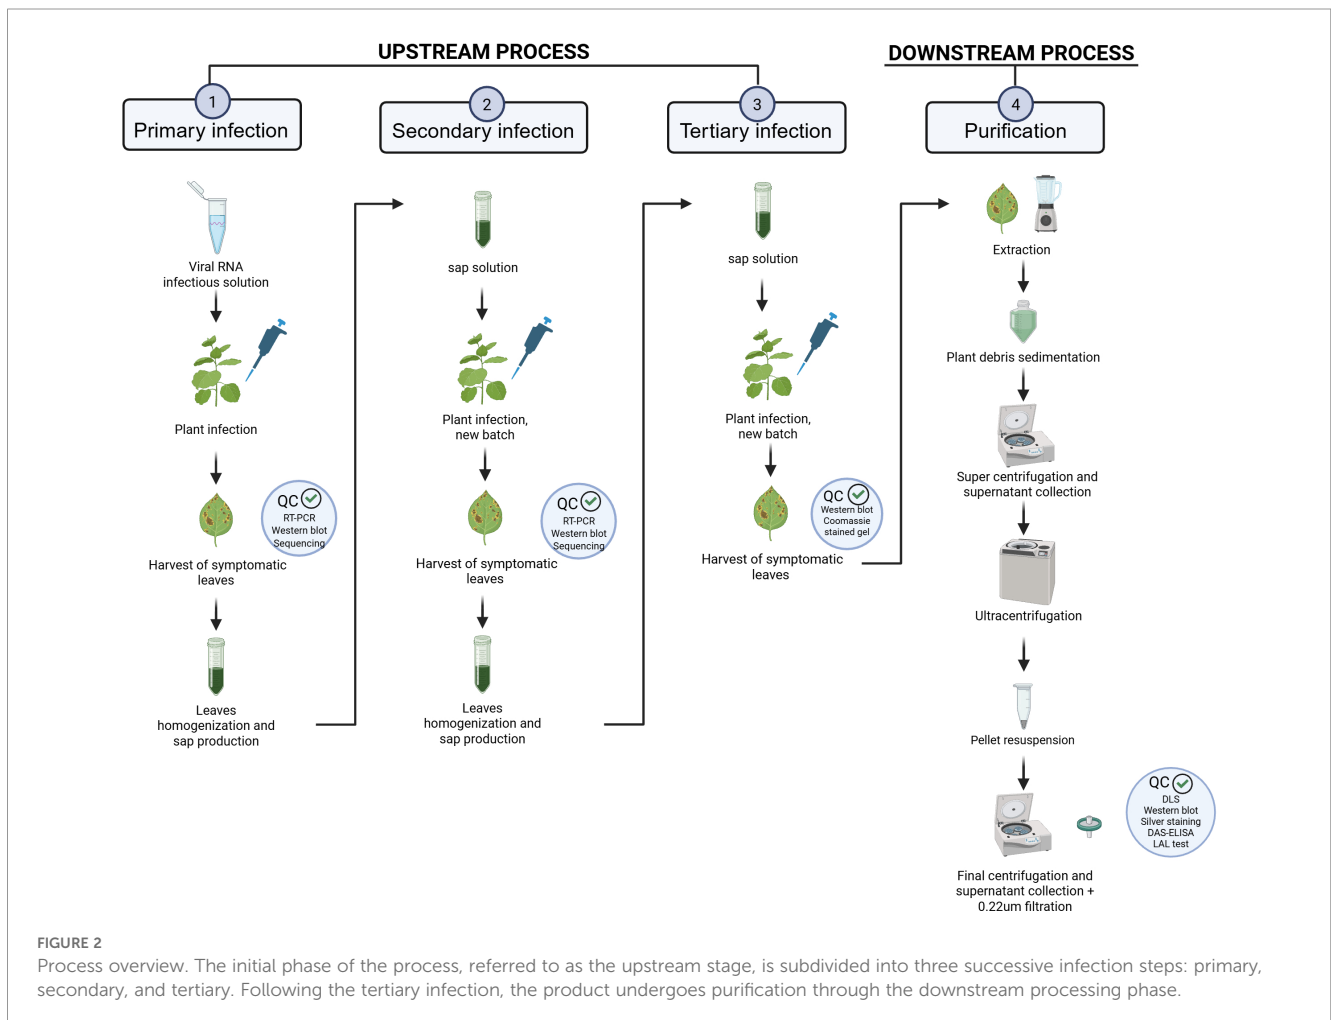 UPSTREAM PROCESS
DOWNSTREAM PROCESS
1
Primary infection
2
Secondary infection
3
Tertiary infection
4
Purification
Viral RNA
infectious solution
Plant infection
QC
RT-PCR
Western blot
Sequencing
Harvest of symptomatic
leaves
Leaves
homogenization and
sap production
sap solution
Plant infection,
new batch
QC
RT-PCR
Western blot
Sequencing
Harvest of symptomatic
leaves
Leaves
homogenization and
sap production
sap solution
Plant infection,
new batch
QC
Western blot
Coomassie
stained gel
Harvest of symptomatic
leaves
Extraction
Plant debris sedimentation
Super centrifugation and
supernatant collection
Ultracentrifugation
Pellet resuspension
QC
DLS
Western blot
Silver staining
DAS-ELISA
LAL test
Final centrifugation and
supernatant collection +
0.22um filtration
FIGURE 2
Process overview. The initial phase of the process, referred to as the upstream stage, is subdivided into three successive infection steps: primary,
secondary, and tertiary. Following the tertiary infection, the product undergoes purification through the downstream processing phase.